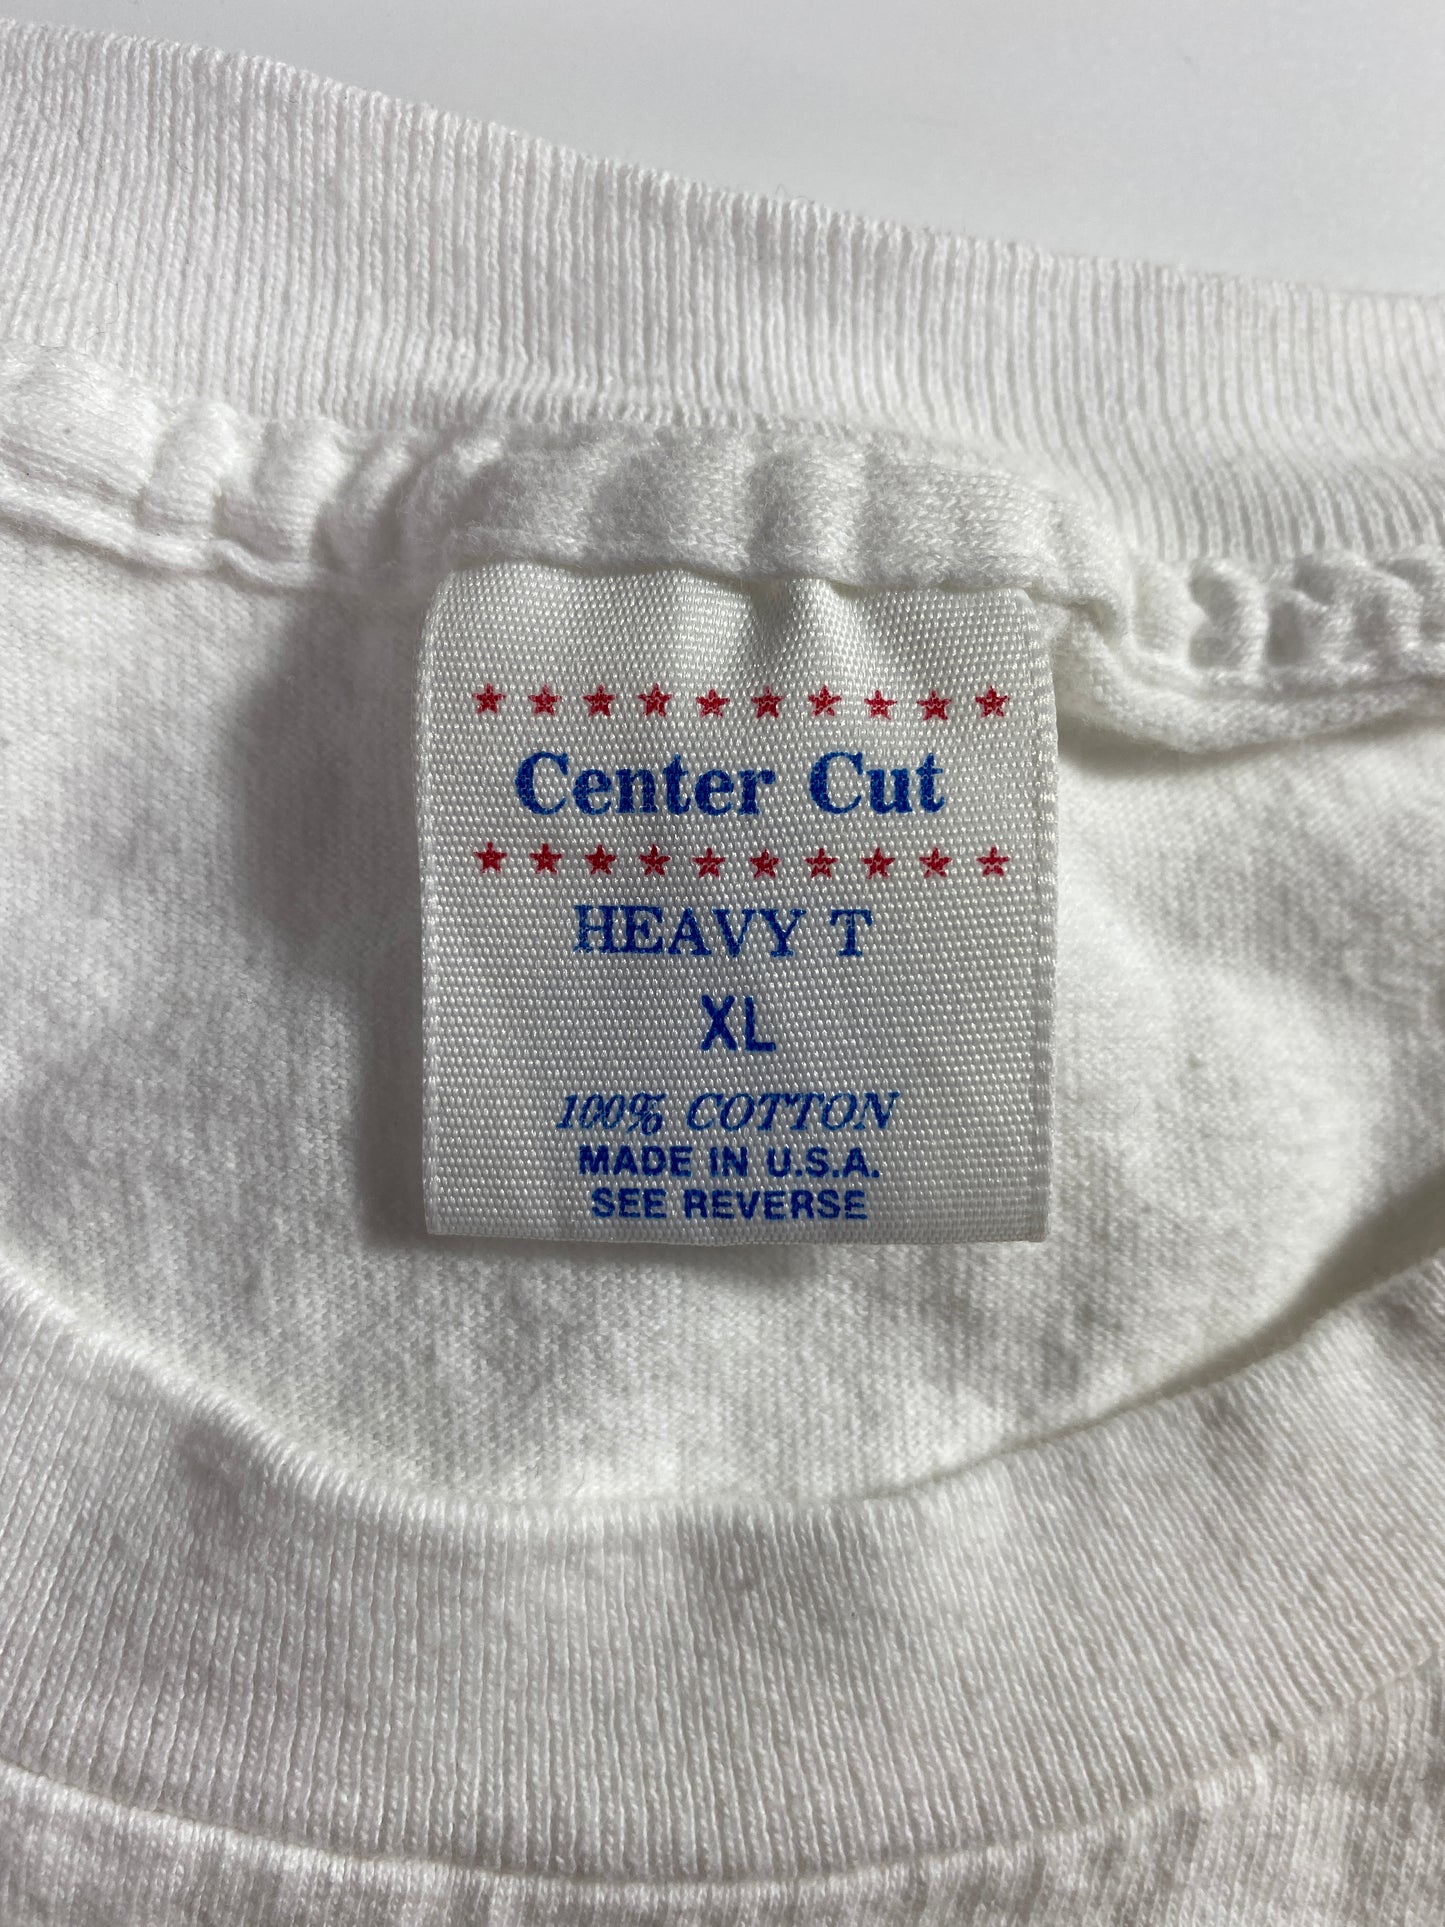 Center Cut
HEAVY T
XL
100% COTTON
MADE IN U.S.A.
SEE REVERSE